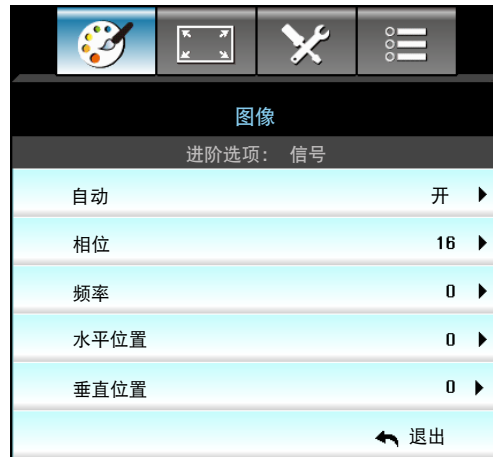 图像
进阶选项： 信号
自动 开
相位 16
频率 0
水平位置 0
垂直位置 0
退出